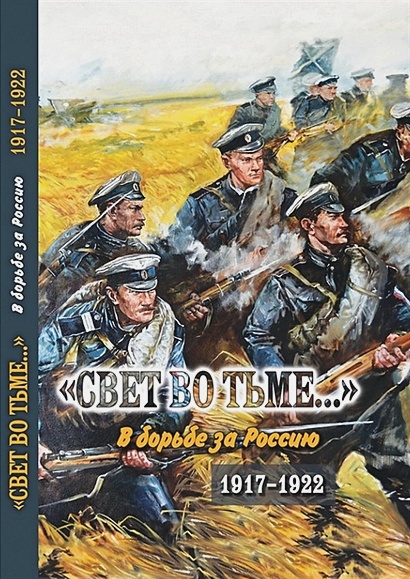 «СВЕТ ВО ТЬМЕ...»
В борьбе за Россию
1917–1922
«СВЕТ ВО ТЬМЕ...» В борьбе за Россию 1917–1922